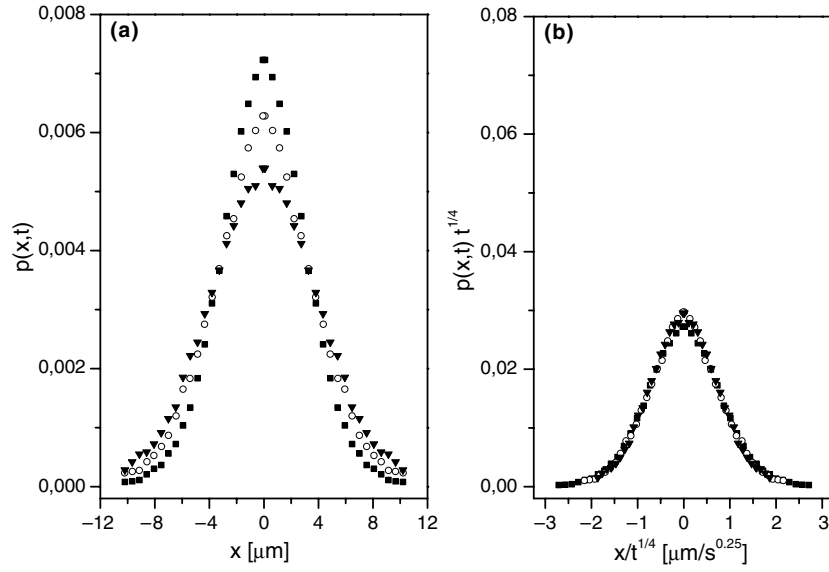 (a)
0,008
0,006
0,004
0,002
0,000
p(x,t)
−12 −8 −4 0 4 8 12
x [μm]
(b)
0,08
0,06
0,04
0,02
0,00
p(x,t) t^{1/4}
−3 −2 −1 0 1 2 3
x/t^{1/4} [μm/s^{0.25}]